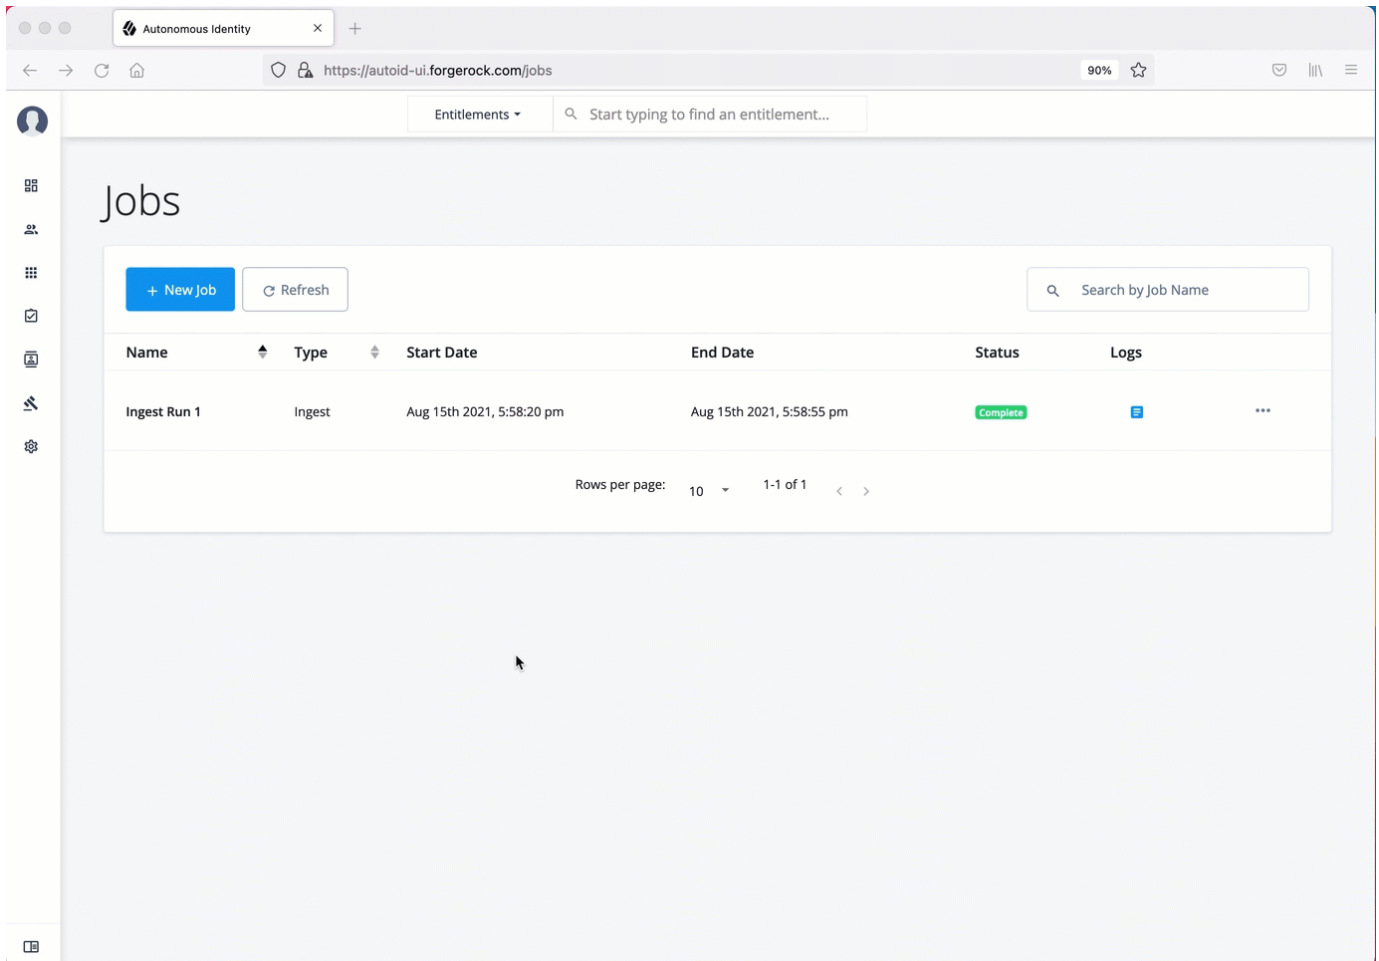 Autonomous Identity
https://autoid-ui.forgerock.com/jobs 90%
Entitlements Start typing to find an entitlement...
Jobs
+ New Job Refresh Search by Job Name
Name Type Start Date End Date Status Logs
Ingest Run 1 Ingest Aug 15th 2021, 5:58:20 pm Aug 15th 2021, 5:58:55 pm Complete
Rows per page: 10 1-1 of 1